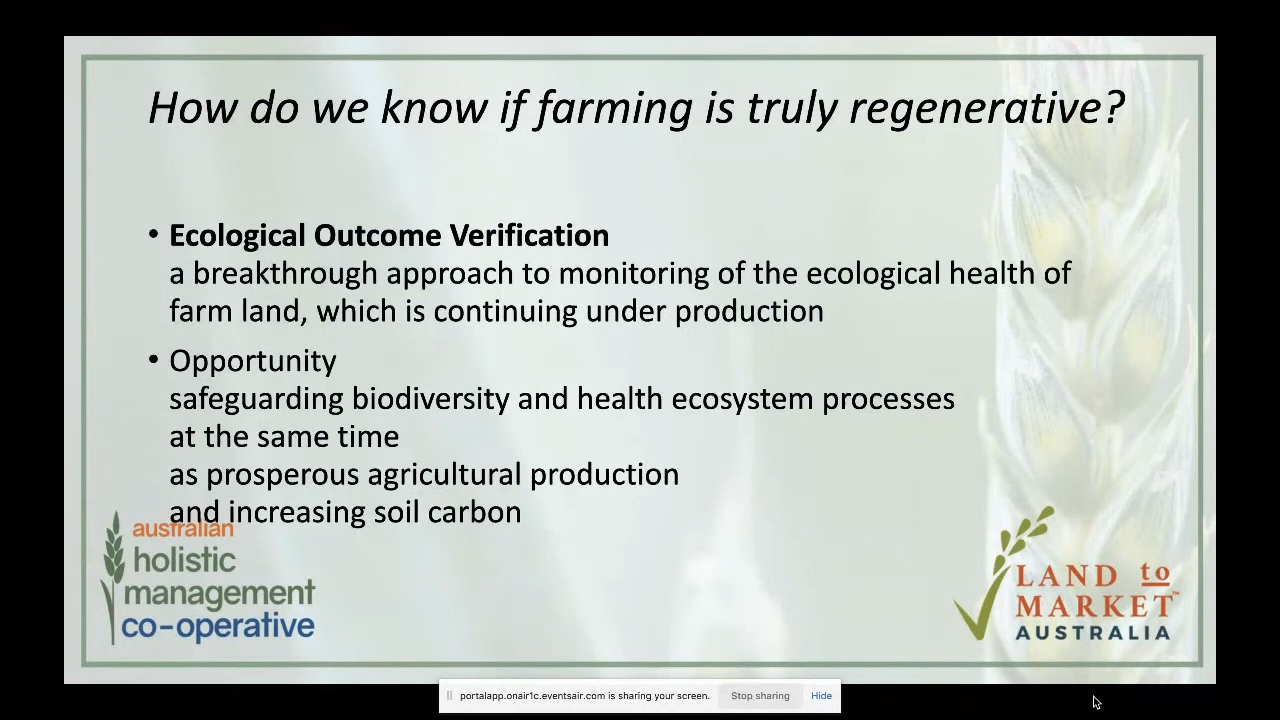 How do we know if farming is truly regenerative?
• Ecological Outcome Verification
a breakthrough approach to monitoring of the ecological health of
farm land, which is continuing under production
• Opportunity
safeguarding biodiversity and health ecosystem processes
at the same time
as prosperous agricultural production
and increasing soil carbon
australian
holistic
management
co-operative
LAND to
MARKET™
AUSTRALIA
portalapp.onair1c.eventsair.com is sharing your screen.
Stop sharing
Hide